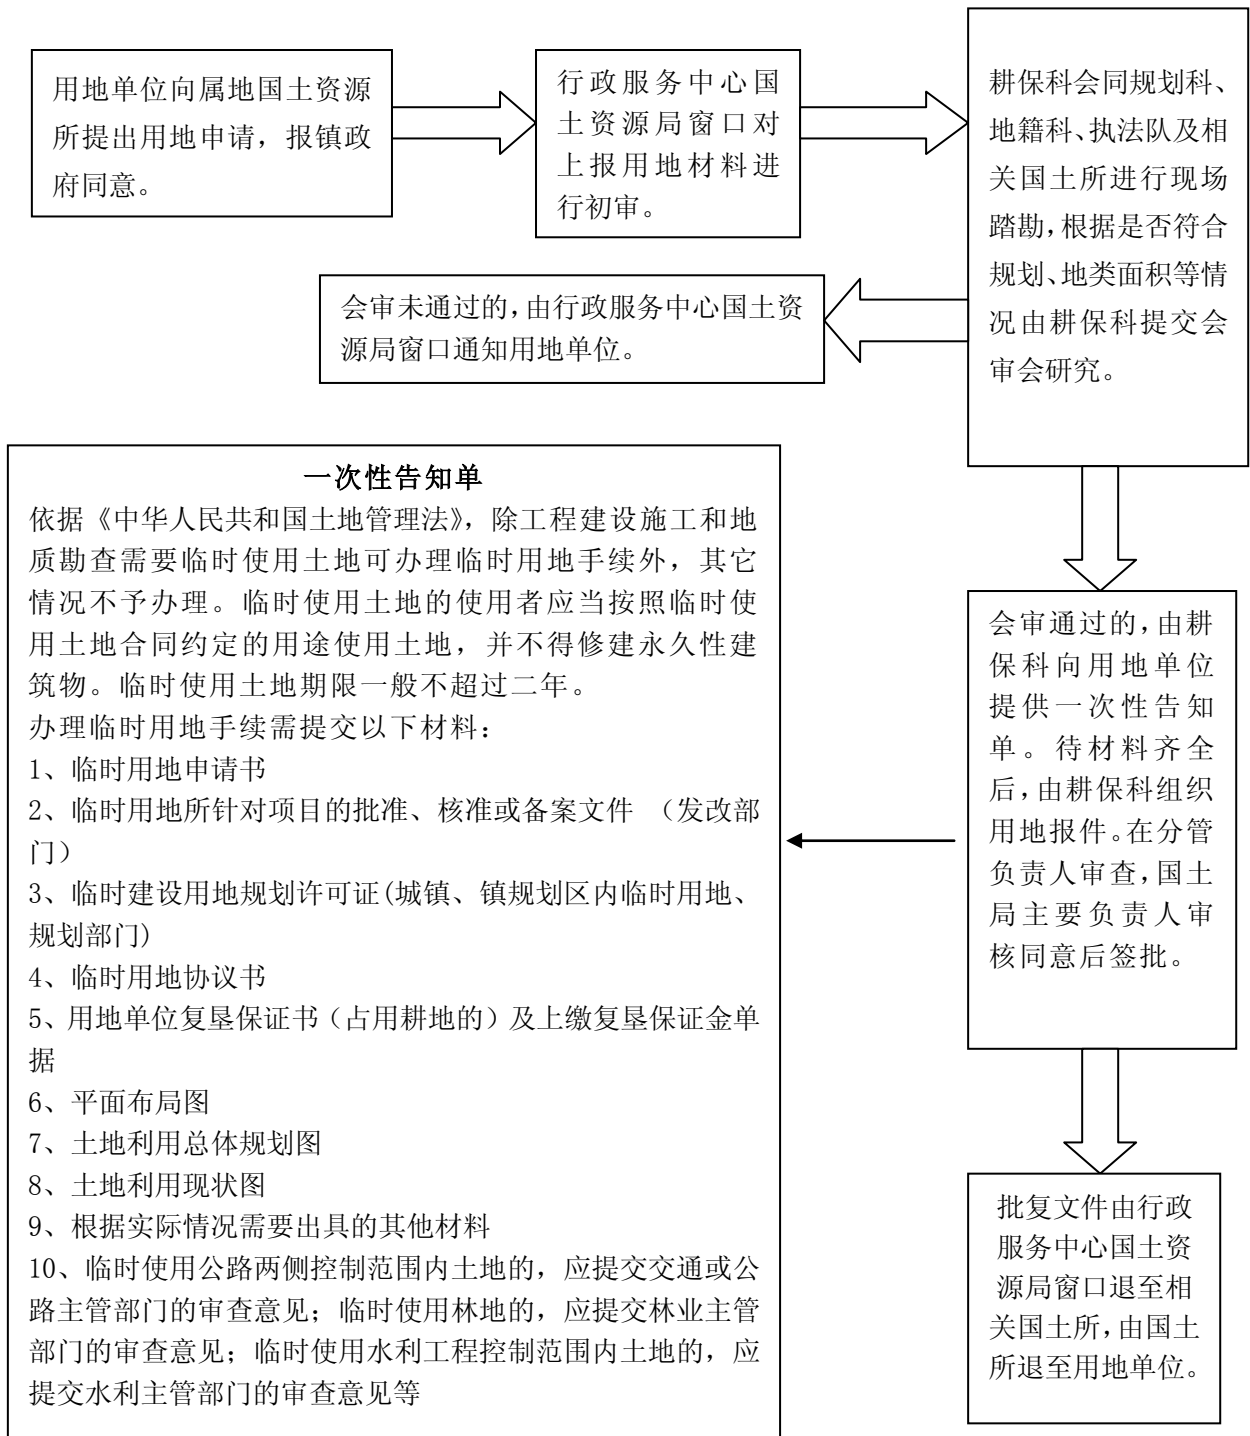 用地单位向属地国土资源
所提出用地申请，报镇政
府同意。
行政服务中心国
土资源局窗口对
上报用地材料进
行初审。
耕保科会同规划科、
地籍科、执法队及相
关国土所进行现场
踏勘，根据是否符合
规划、地类面积等情
况由耕保科提交会
审会研究。
会审未通过的，由行政服务中心国土资
源局窗口通知用地单位。
会审通过的，由耕
保科向用地单位
提供一次性告知
单。待材料齐全
后，由耕保科组织
用地报件。在分管
负责人审查，国土
局主要负责人审
核同意后签批。
一次性告知单
依据《中华人民共和国土地管理法》，除工程建设施工和地
质勘查需要临时使用土地可办理临时用地手续外，其它
情况不予办理。临时使用土地的使用者应当按照临时使
用土地合同约定的用途使用土地，并不得修建永久性建
筑物。临时使用土地期限一般不超过二年。
办理临时用地手续需提交以下材料：
1、临时用地申请书
2、临时用地所针对项目的批准、核准或备案文件 （发改部
门）
3、临时建设用地规划许可证(城镇、镇规划区内临时用地、
规划部门)
4、临时用地协议书
5、用地单位复垦保证书（占用耕地的）及上缴复垦保证金单
据
6、平面布局图
7、土地利用总体规划图
8、土地利用现状图
9、根据实际情况需要出具的其他材料
10、临时使用公路两侧控制范围内土地的，应提交交通或公
路主管部门的审查意见；临时使用林地的，应提交林业主管
部门的审查意见；临时使用水利工程控制范围内土地的，应
提交水利主管部门的审查意见等
批复文件由行政
服务中心国土资
源局窗口退至相
关国土所，由国土
所退至用地单位。